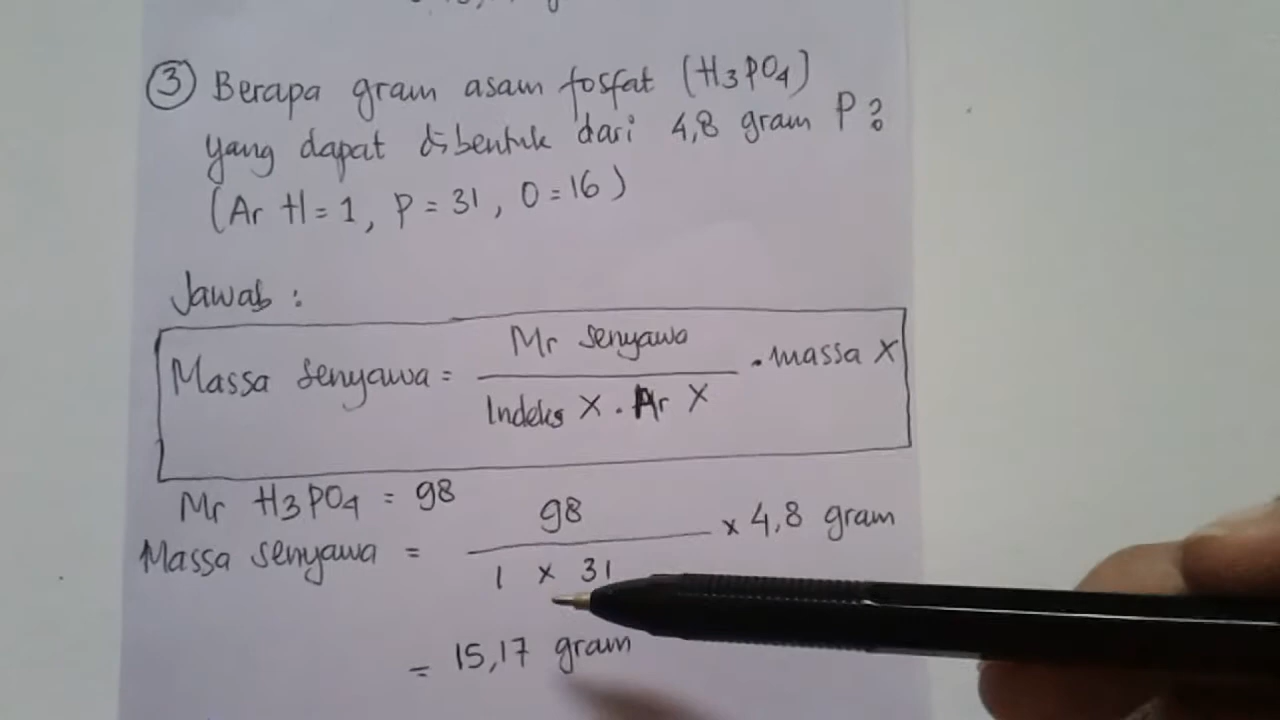 ③ Berapa gram asam fosfat (H3PO4)
yang dapat dibentuk dari 4,8 gram P?
(Ar H = 1, P = 31, O = 16)
Jawab :
Massa senyawa = Mr senyawa / Indeks X . Ar X . massa X
Mr H3PO4 = 98
Massa senyawa = 98 / 1 x 31 x 4,8 gram
= 15,17 gram